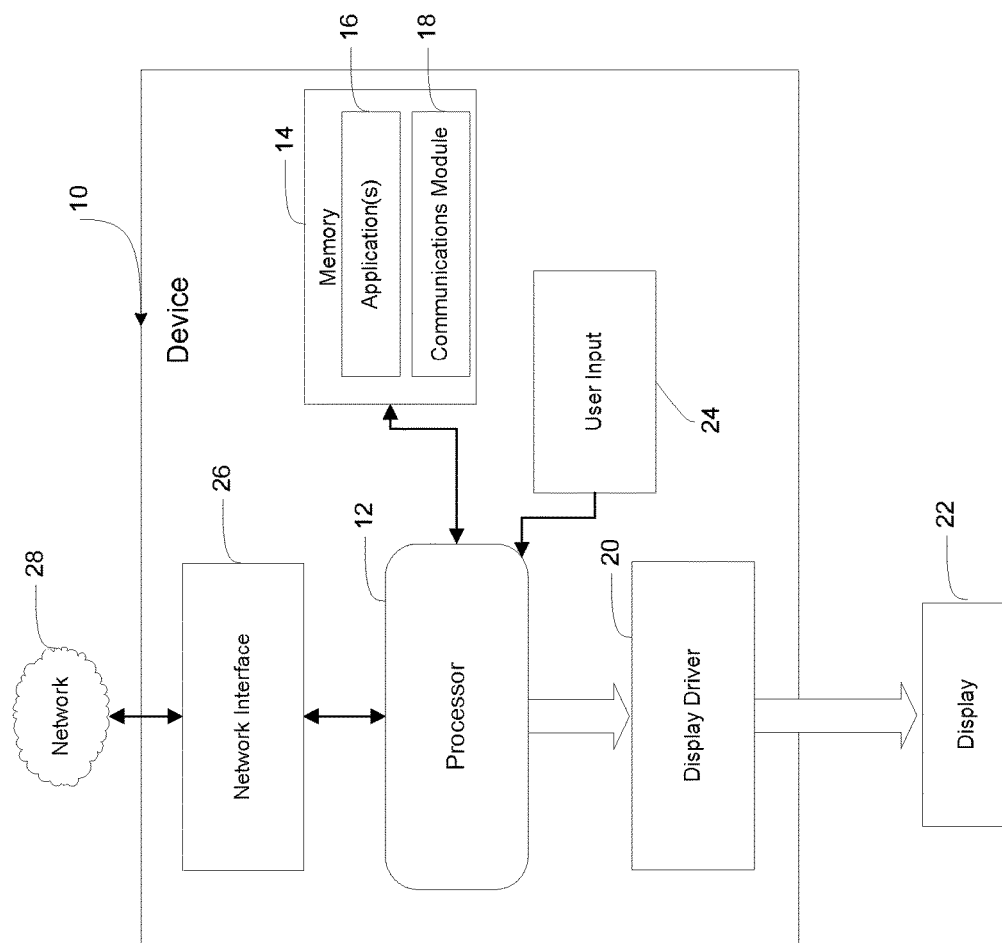 28
Network
10
Device
26
Network Interface
14
Memory
16
Application(s)
12
18
Communications Module
Processor
User Input
20
Display Driver
24
22
Display